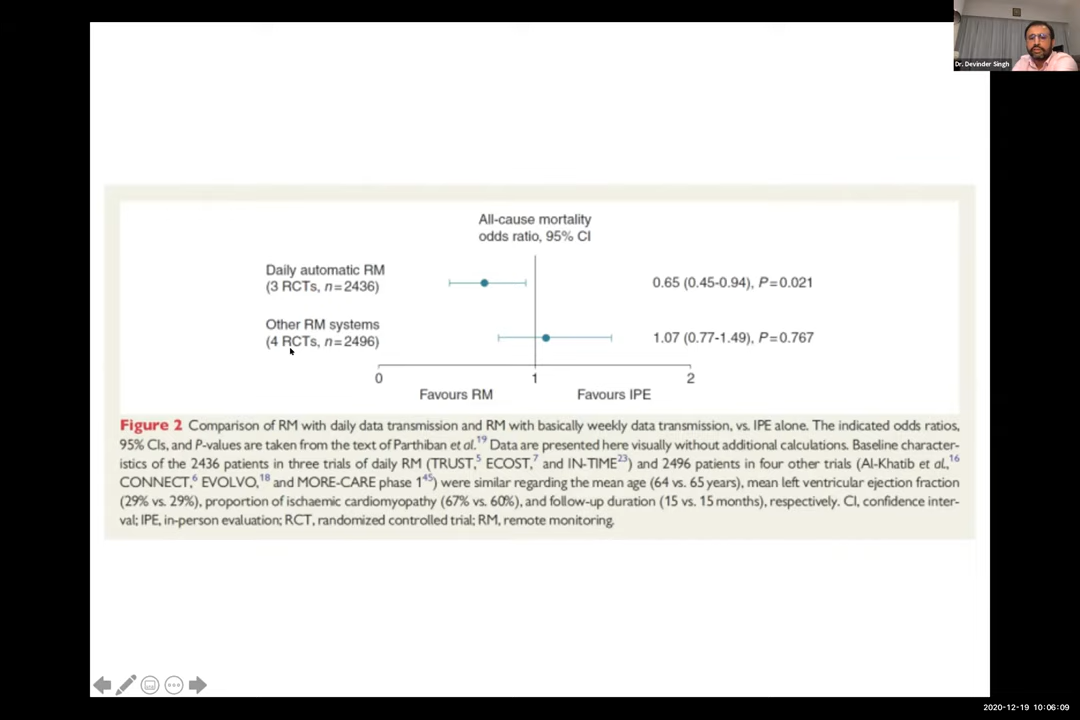 Dr. Devinder Singh
All-cause mortality
odds ratio, 95% CI
Daily automatic RM
(3 RCTs, n=2436)
0.65 (0.45-0.94), P=0.021
Other RM systems
(4 RCTs, n=2496)
1.07 (0.77-1.49), P=0.767
0
1
2
Favours RM
Favours IPE
Figure 2 Comparison of RM with daily data transmission and RM with basically weekly data transmission, vs. IPE alone. The indicated odds ratios,
95% CIs, and P-values are taken from the text of Parthiban et al.19 Data are presented here visually without additional calculations. Baseline character-
istics of the 2436 patients in three trials of daily RM (TRUST,5 ECOST,7 and IN-TIME23) and 2496 patients in four other trials (Al-Khatib et al.,16
CONNECT,6 EVOLVO,18 and MORE-CARE phase 145) were similar regarding the mean age (64 vs. 65 years), mean left ventricular ejection fraction
(29% vs. 29%), proportion of ischaemic cardiomyopathy (67% vs. 60%), and follow-up duration (15 vs. 15 months), respectively. CI, confidence inter-
val; IPE, in-person evaluation; RCT, randomized controlled trial; RM, remote monitoring.
2020-12-19 10:06:09